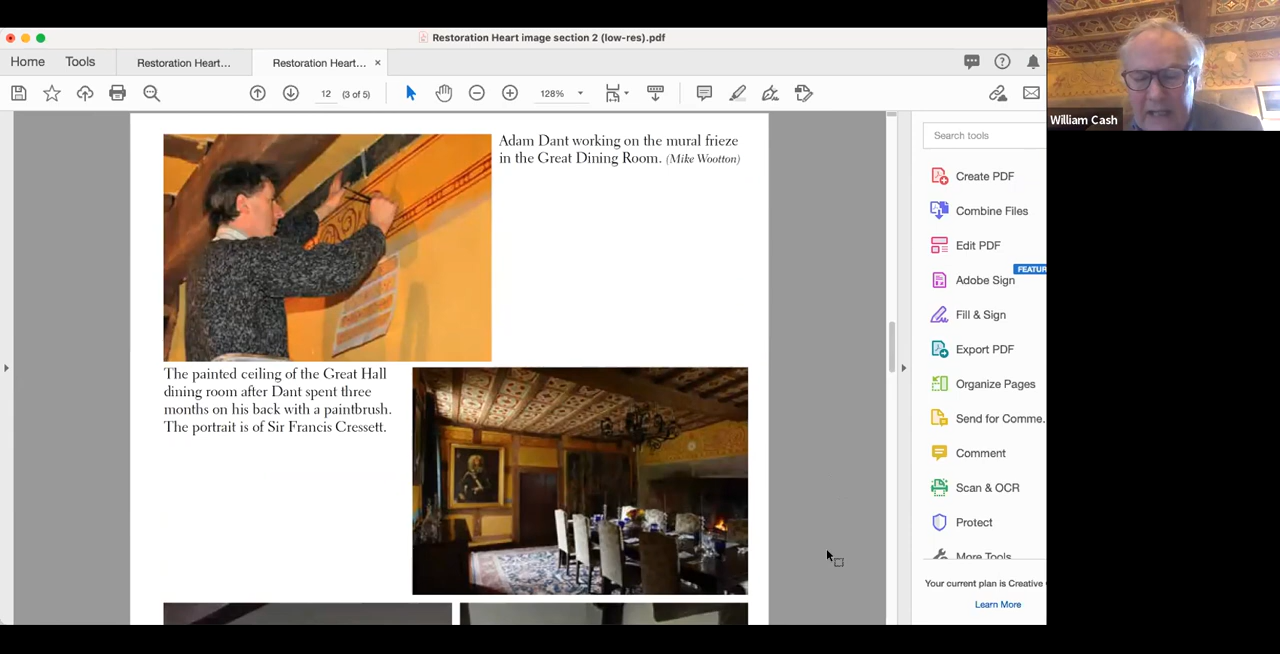 Restoration Heart image section 2 (low-res).pdf
Home
Tools
Restoration Heart...
Restoration Heart...
×
12
(3 of 5)
128%
William Cash
Adam Dant working on the mural frieze
in the Great Dining Room. (Mike Wootton)
The painted ceiling of the Great Hall
dining room after Dant spent three
months on his back with a paintbrush.
The portrait is of Sir Francis Cressett.
Search tools
Create PDF
Combine Files
Edit PDF
FEATUR
Adobe Sign
Fill & Sign
Export PDF
Organize Pages
Send for Comme...
Comment
Scan & OCR
Protect
More Tools
Your current plan is Creative
Learn More